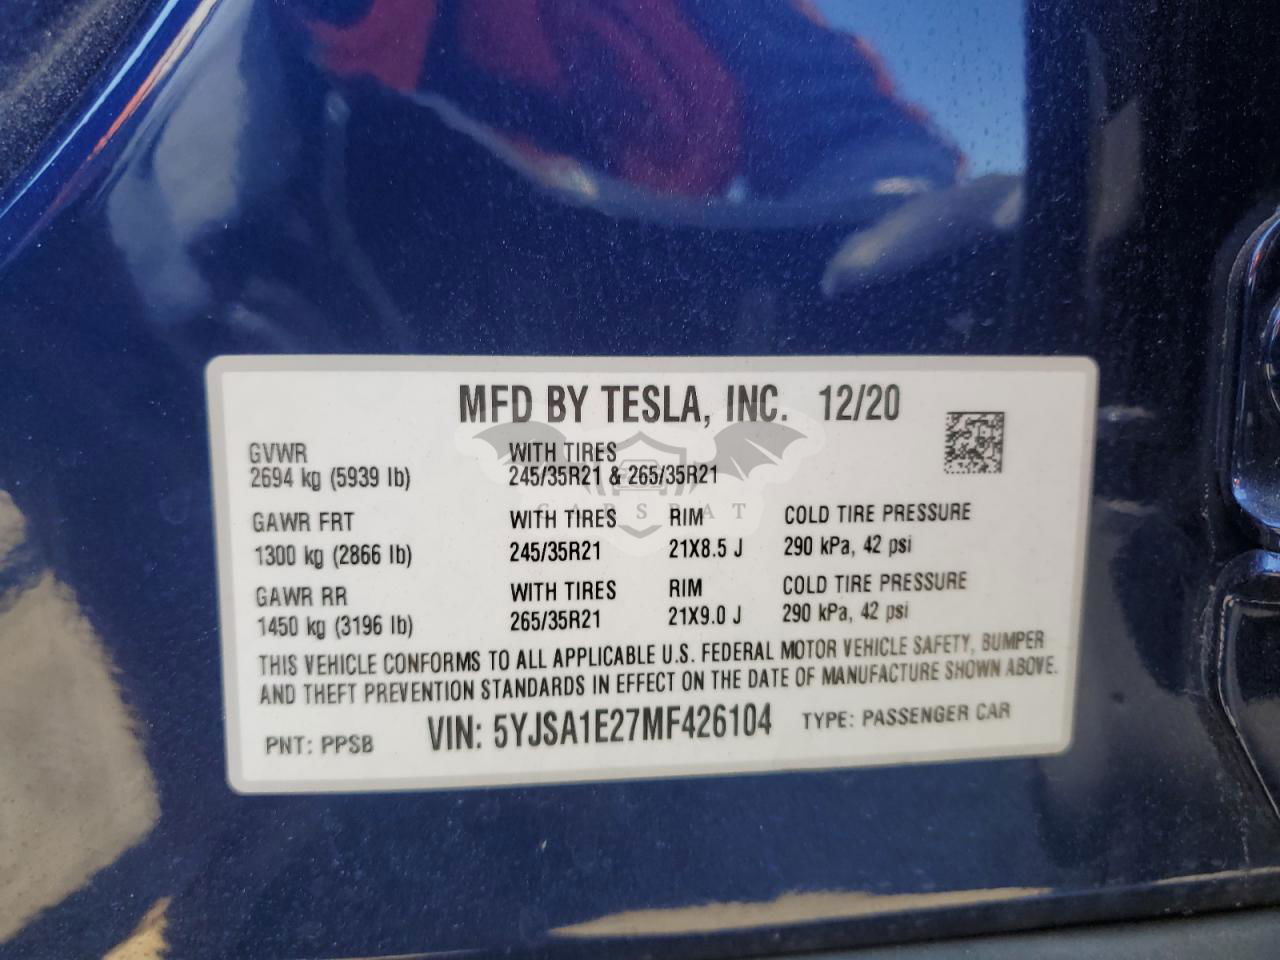 MFD BY TESLA, INC. 12/20
GVWR WITH TIRES
2694 kg (5939 lb) 245/35R21 & 265/35R21
CARSBAT
GAWR FRT WITH TIRES RIM COLD TIRE PRESSURE
1300 kg (2866 lb) 245/35R21 21X8.5 J 290 kPa, 42 psi
GAWR RR WITH TIRES RIM COLD TIRE PRESSURE
1450 kg (3196 lb) 265/35R21 21X9.0 J 290 kPa, 42 psi
THIS VEHICLE CONFORMS TO ALL APPLICABLE U.S. FEDERAL MOTOR VEHICLE SAFETY, BUMPER
AND THEFT PREVENTION STANDARDS IN EFFECT ON THE DATE OF MANUFACTURE SHOWN ABOVE.
PNT: PPSB VIN: 5YJSA1E27MF426104 TYPE: PASSENGER CAR